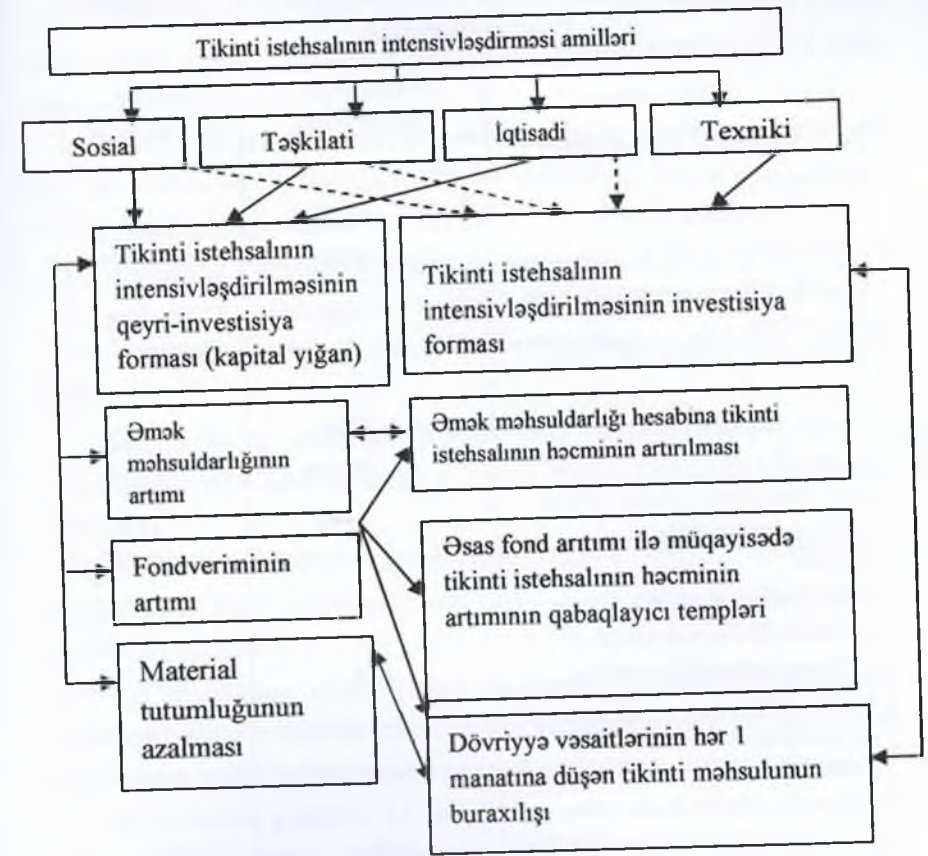 Tikinti istehsalının intensivləşdirməsi amilləri
Sosial
Təşkilati
İqtisadi
Texniki
Tikinti istehsalının
intensivləşdirilməsinin
qeyri-investisiya
forması (kapital yığan)
Tikinti istehsalının
intensivləşdirilməsinin investisiya
forması
Əmək
məhsuldarlığının
artımı
Əmək məhsuldarlığı hesabına tikinti
istehsalının həcminin artırılması
Fondveriminin
artımı
Əsas fond arıtımı ilə müqayisədə
tikinti istehsalının həcminin
artımının qabaqlayıcı templəri
Material
tutumluğunun
azalması
Dövriyyə vəsaitlərinin hər 1
manatına düşən tikinti məhsulunun
buraxılışı